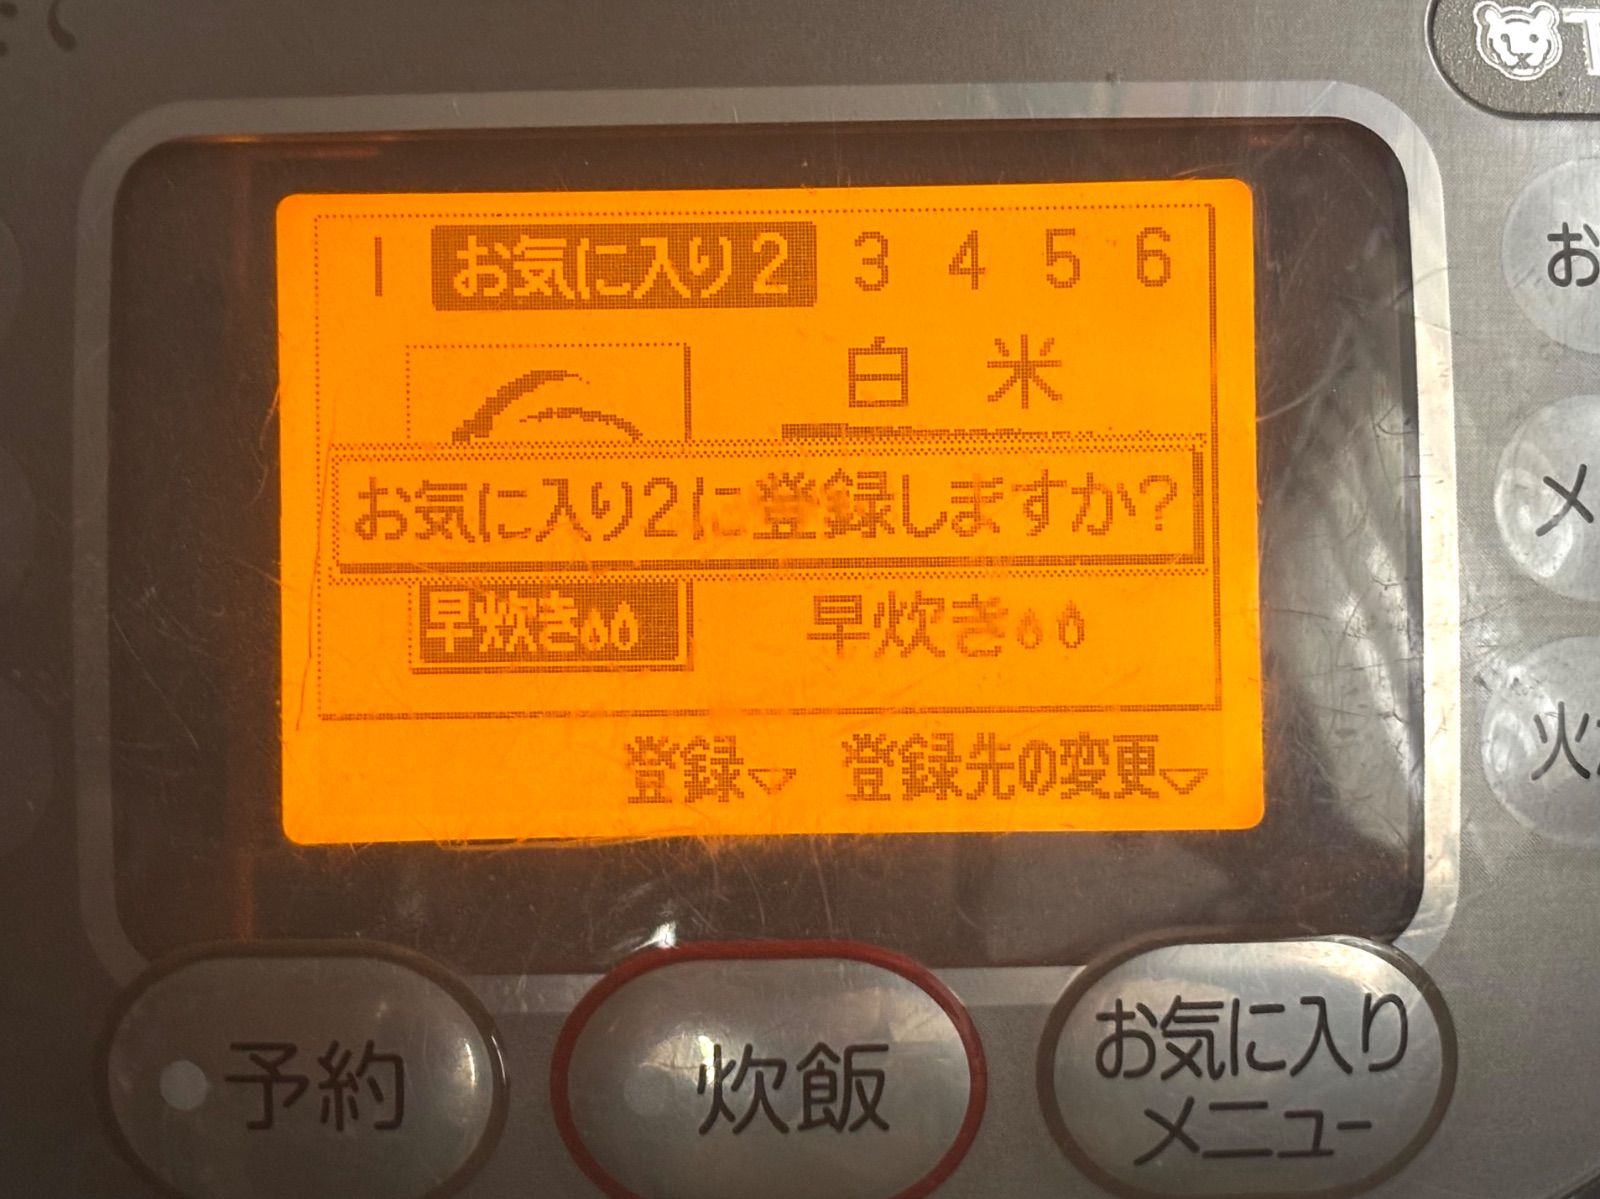 1 お気に入り2 3 4 5 6
白米
お気に入り2に登録しますか?
早炊き 早炊き
登録▽ 登録先の変更▽
予約 炊飯 お気に入り
メニュー